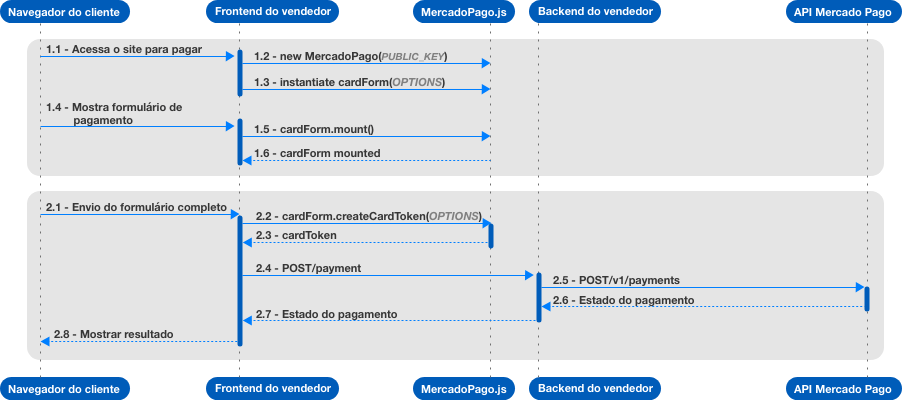 Navegador do cliente
Frontend do vendedor
MercadoPago.js
Backend do vendedor
API Mercado Pago
1.1 - Acessa o site para pagar
1.2 - new MercadoPago(PUBLIC_KEY)
1.3 - instantiate cardForm(OPTIONS)
1.4 - Mostra formulário de
pagamento
1.5 - cardForm.mount()
1.6 - cardForm mounted
2.1 - Envio do formulário completo
2.2 - cardForm.createCardToken(OPTIONS)
2.3 - cardToken
2.4 - POST/payment
2.5 - POST/v1/payments
2.6 - Estado do pagamento
2.7 - Estado do pagamento
2.8 - Mostrar resultado
Navegador do cliente
Frontend do vendedor
MercadoPago.js
Backend do vendedor
API Mercado Pago